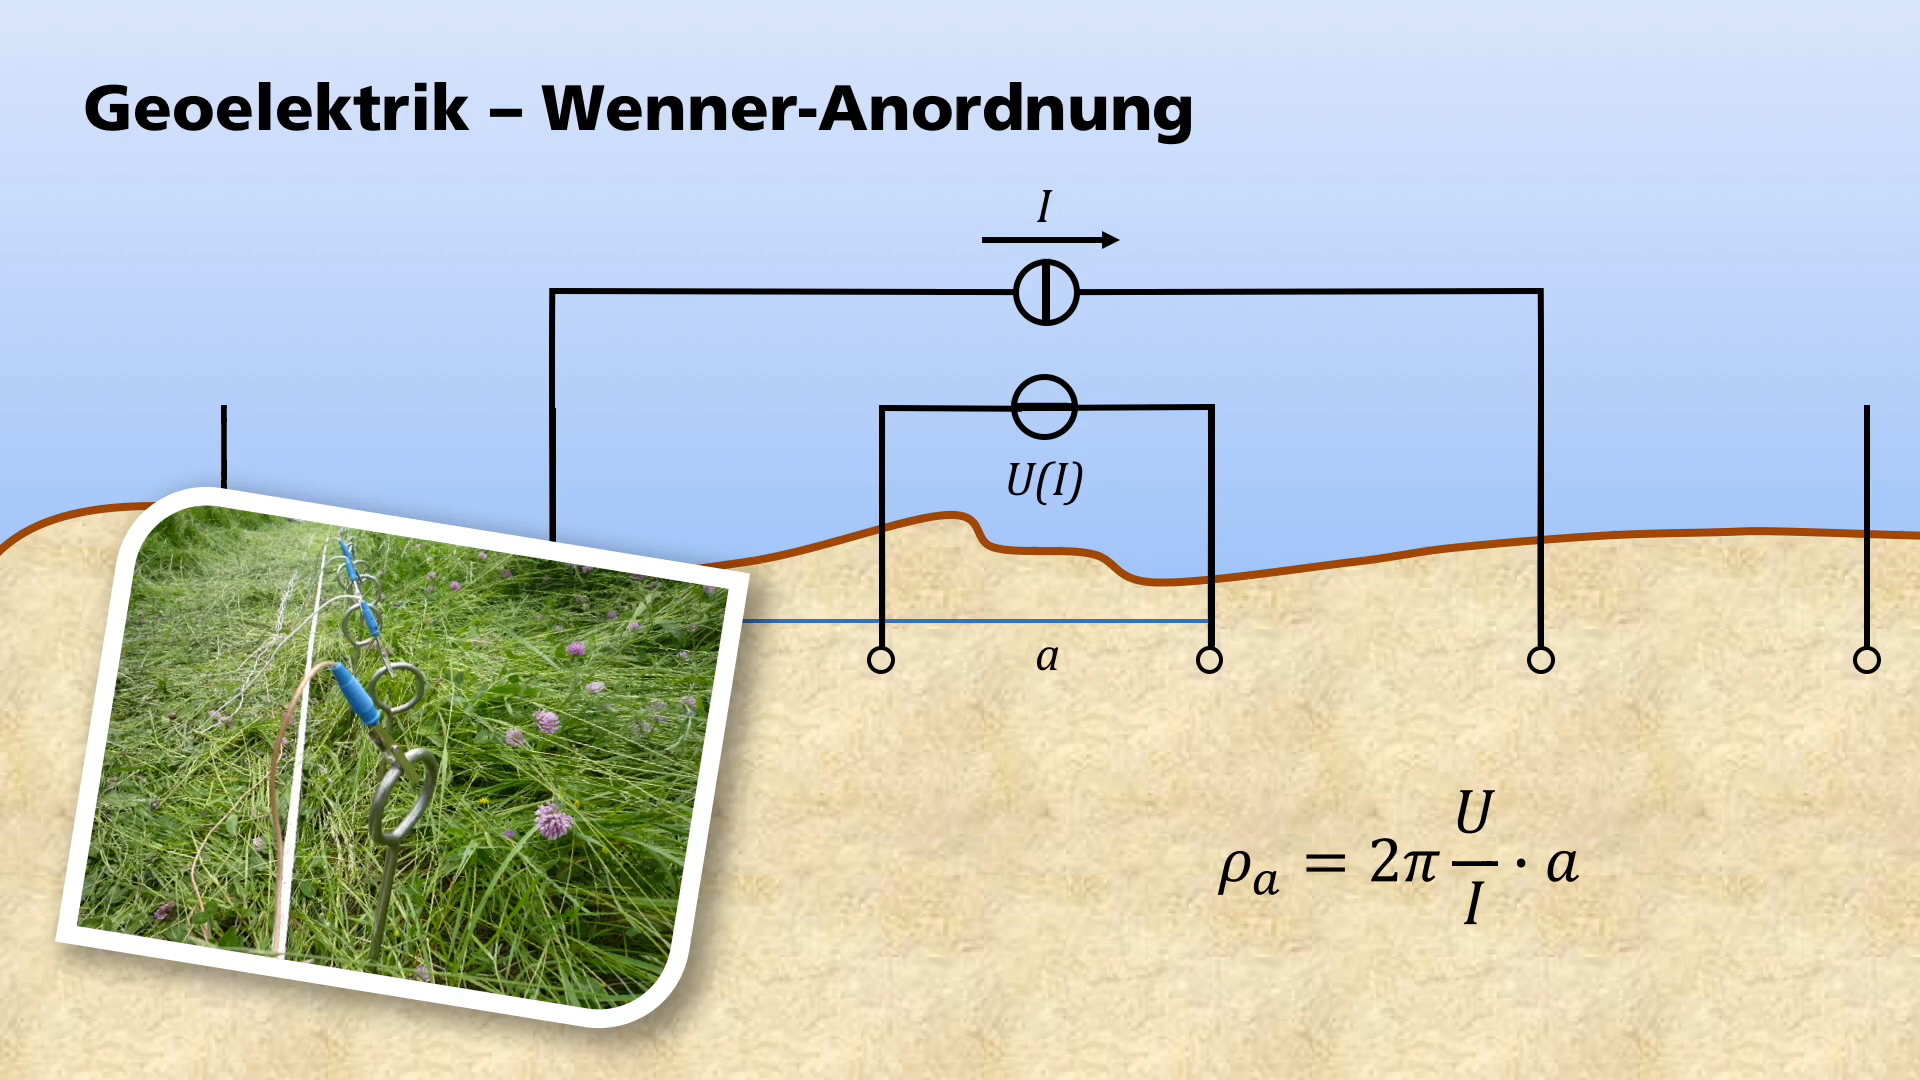 Geoelektrik – Wenner-Anordnung
I
U(I)
a
ρₐ = 2π U/I · a